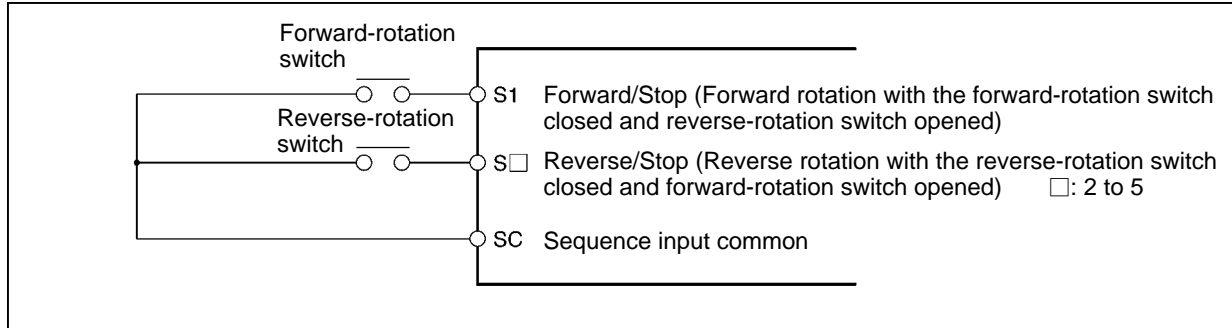 Forward-rotation
switch
S1 Forward/Stop (Forward rotation with the forward-rotation switch
closed and reverse-rotation switch opened)
Reverse-rotation
switch
S□ Reverse/Stop (Reverse rotation with the reverse-rotation switch
closed and forward-rotation switch opened) □: 2 to 5
SC Sequence input common